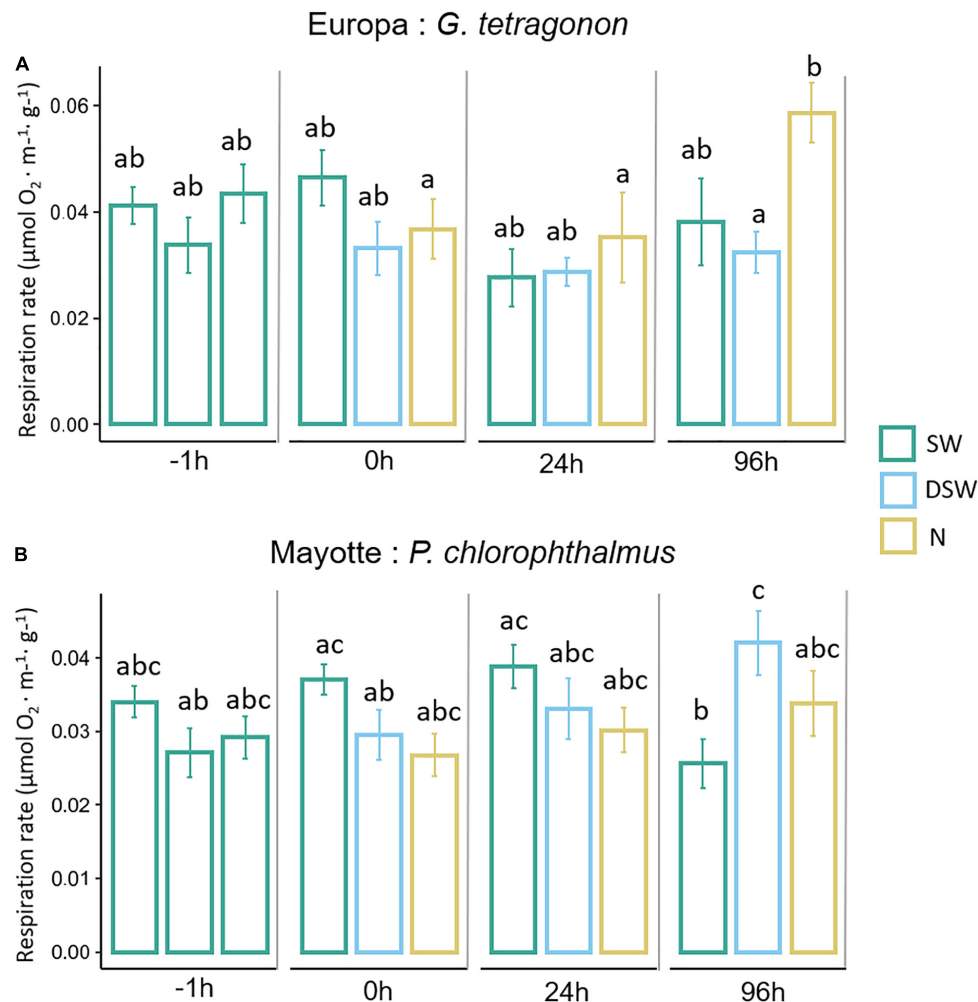 Europa : G. tetragonon
A
Respiration rate (µmol O₂ · m⁻¹· g⁻¹)
0.06
0.04
0.02
0.00
ab
ab
ab
ab
ab
a
ab
ab
a
ab
a
b
-1h
0h
24h
96h
SW
DSW
N
B
Mayotte : P. chlorophthalmus
Respiration rate (µmol O₂ · m⁻¹· g⁻¹)
0.04
0.03
0.02
0.01
0.00
abc
ab
abc
ac
ab
abc
ac
abc
abc
b
c
abc
-1h
0h
24h
96h